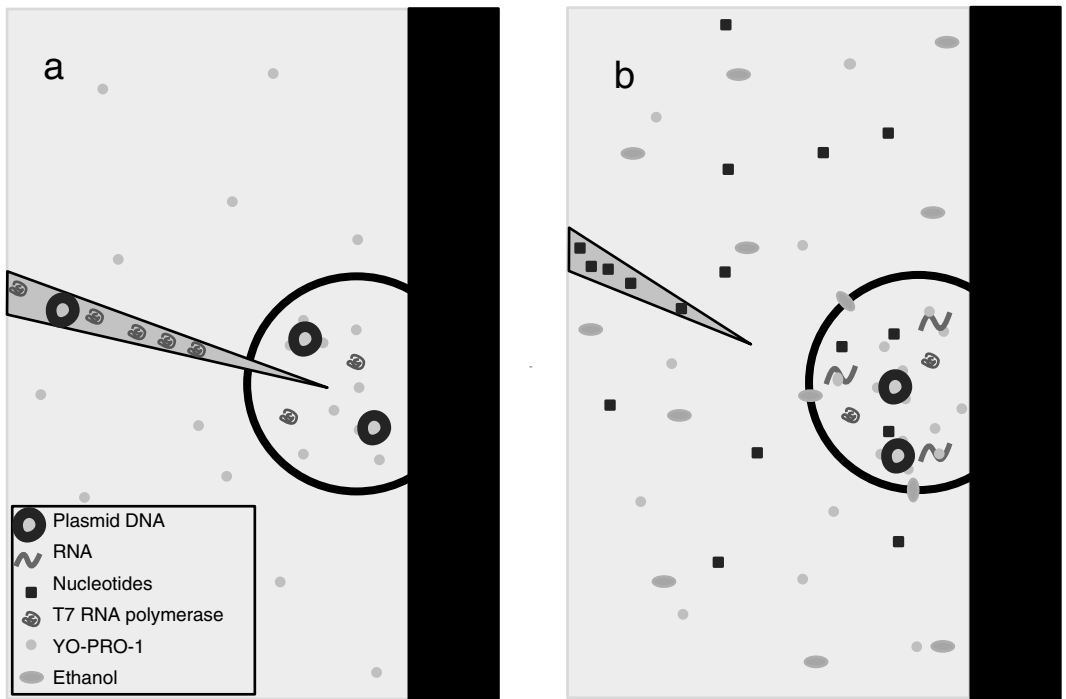 a
b
Plasmid DNA
RNA
Nucleotides
T7 RNA polymerase
YO-PRO-1
Ethanol